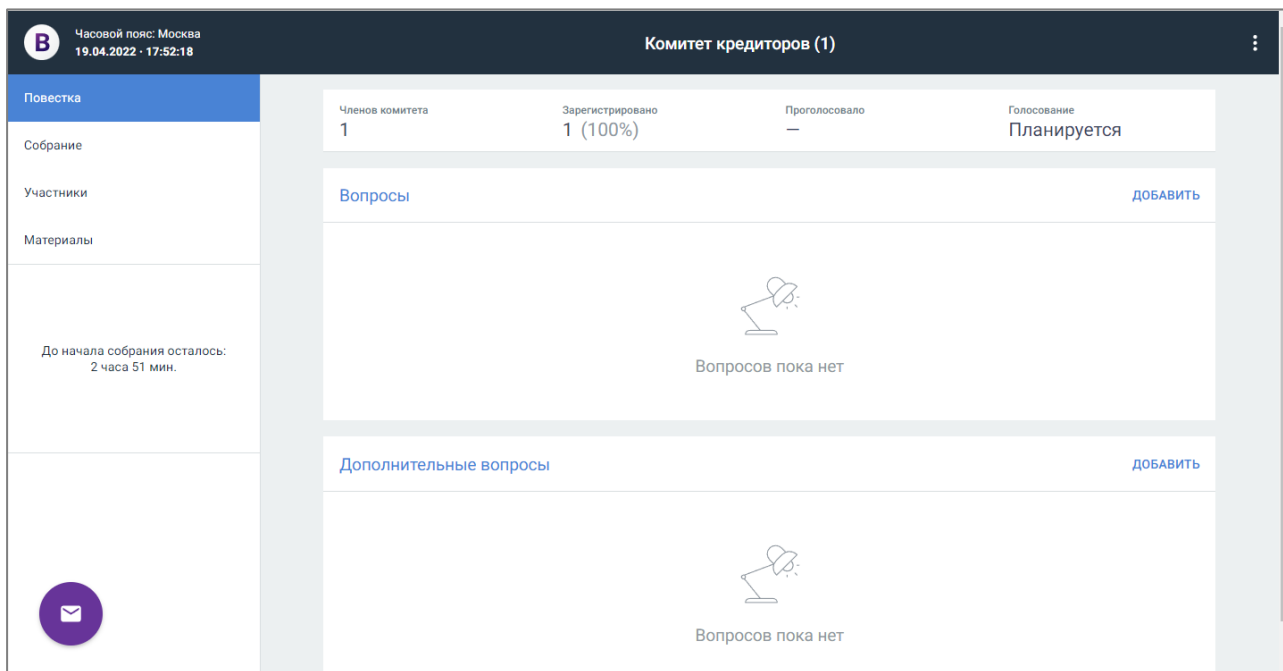 B
Часовой пояс: Москва
19.04.2022 · 17:52:18
Комитет кредиторов (1)
Повестка
Собрание
Участники
Материалы
До начала собрания осталось:
2 часа 51 мин.
Членов комитета
1
Зарегистрировано
1 (100%)
Проголосовало
—
Голосование
Планируется
Вопросы
ДОБАВИТЬ
Вопросов пока нет
Дополнительные вопросы
ДОБАВИТЬ
Вопросов пока нет